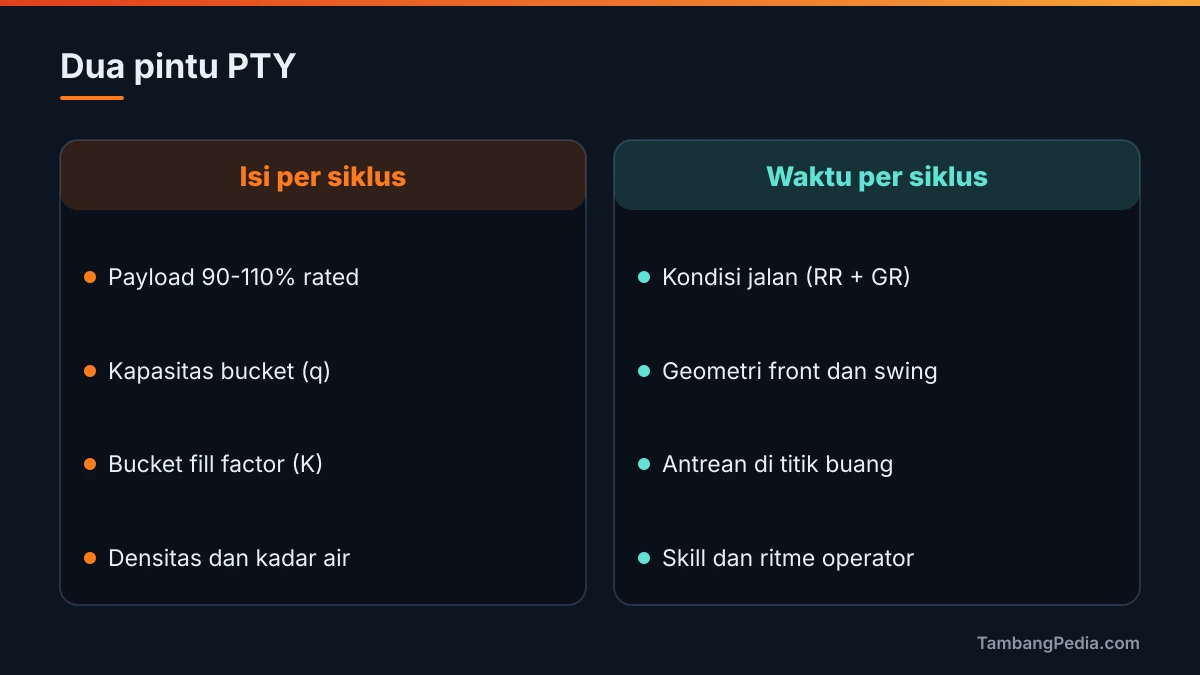 Dua pintu PTY
Isi per siklus
Payload 90-110% rated
Kapasitas bucket (q)
Bucket fill factor (K)
Densitas dan kadar air
Waktu per siklus
Kondisi jalan (RR + GR)
Geometri front dan swing
Antrean di titik buang
Skill dan ritme operator
TambangPedia.com